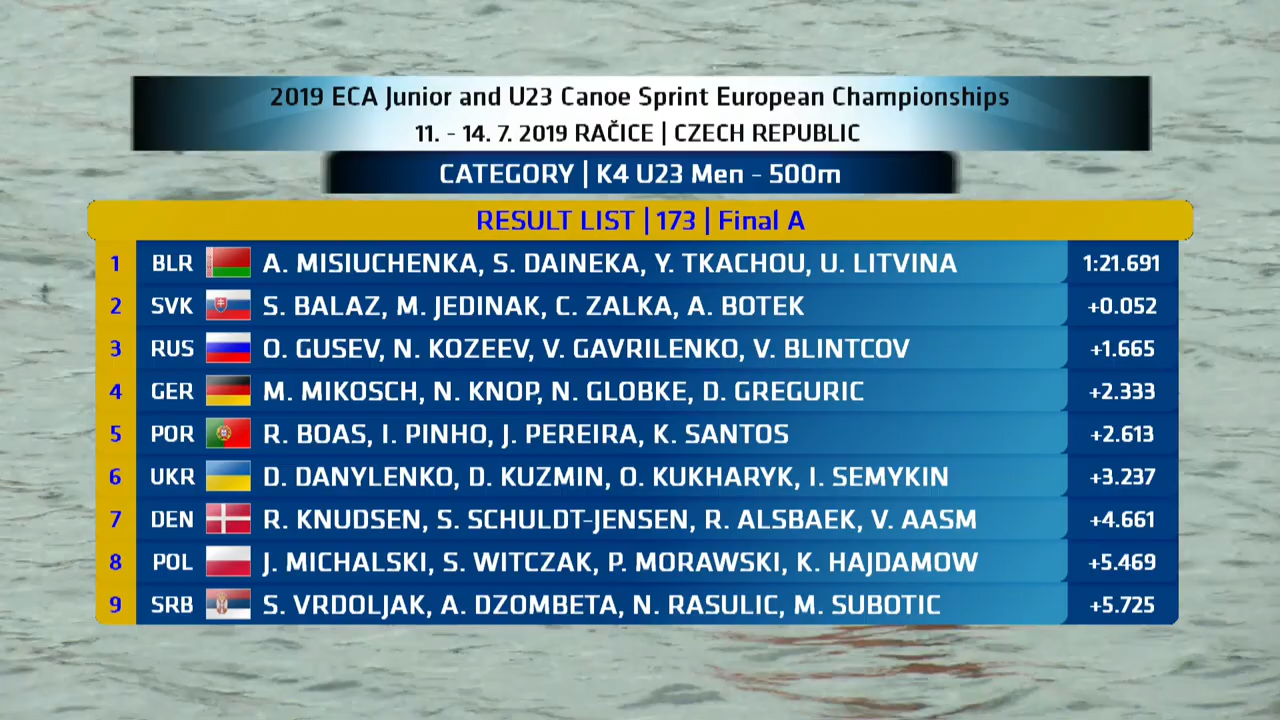 2019 ECA Junior and U23 Canoe Sprint European Championships
11. - 14. 7. 2019 RAČICE | CZECH REPUBLIC
CATEGORY | K4 U23 Men - 500m
RESULT LIST | 173 | Final A
1 BLR A. MISIUCHENKA, S. DAINEKA, Y. TKACHOU, U. LITVINA 1:21.691
2 SVK S. BALAZ, M. JEDINAK, C. ZALKA, A. BOTEK +0.052
3 RUS O. GUSEV, N. KOZEEV, V. GAVRILENKO, V. BLINTCOV +1.665
4 GER M. MIKOSCH, N. KNOP, N. GLOBKE, D. GREGURIC +2.333
5 POR R. BOAS, I. PINHO, J. PEREIRA, K. SANTOS +2.613
6 UKR D. DANYLENKO, D. KUZMIN, O. KUKHARYK, I. SEMYKIN +3.237
7 DEN R. KNUDSEN, S. SCHULDT-JENSEN, R. ALSBAEK, V. AASM +4.661
8 POL J. MICHALSKI, S. WITCZAK, P. MORAWSKI, K. HAJDAMOW +5.469
9 SRB S. VRDOLJAK, A. DZOMBETA, N. RASULIC, M. SUBOTIC +5.725